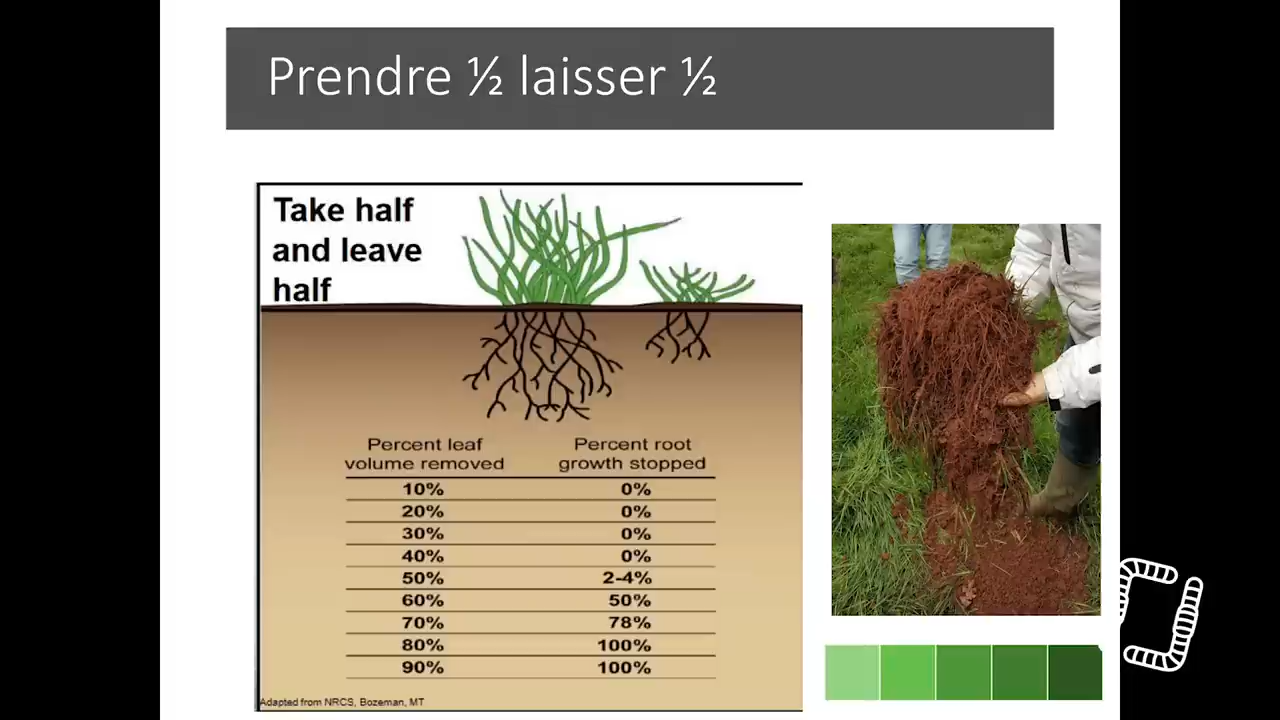 Prendre ½ laisser ½
Take half
and leave
half
Percent leaf
volume removed
Percent root
growth stopped
10% 0%
20% 0%
30% 0%
40% 0%
50% 2-4%
60% 50%
70% 78%
80% 100%
90% 100%
Adapted from NRCS, Bozeman, MT